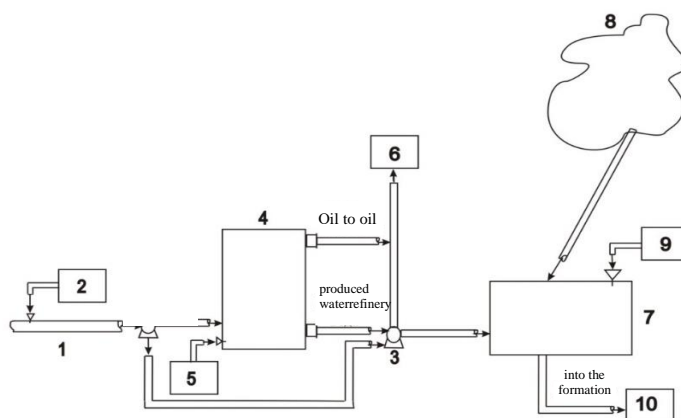 8
6
4
Oil to oil
9
2
produced
waterrefinery
7
1
5
3
into the
formation
10